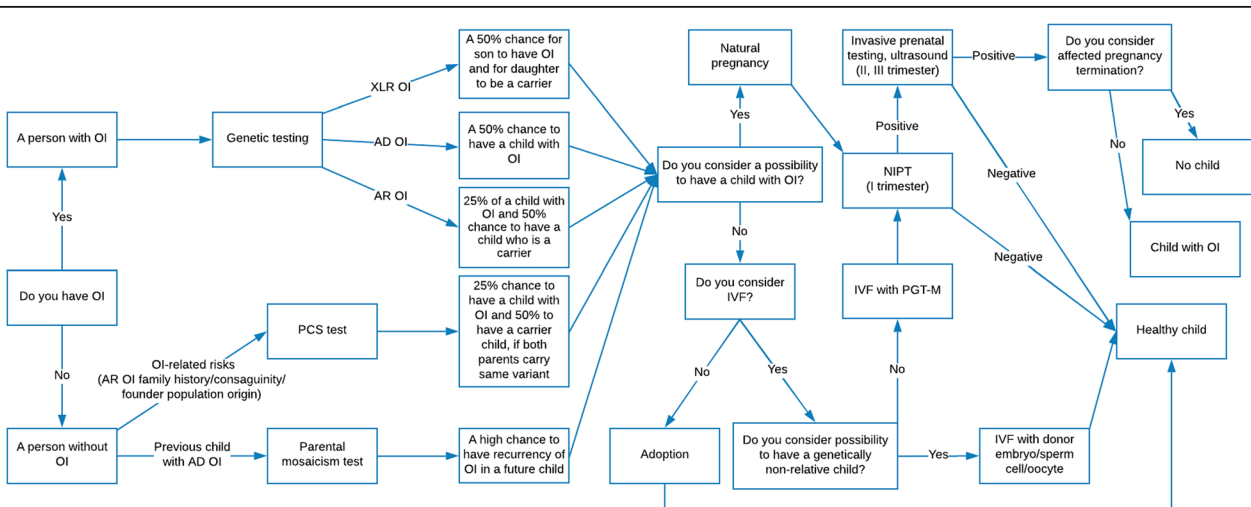 A 50% chance for
son to have OI
and for daughter
to be a carrier
Natural
pregnancy
Invasive prenatal
testing, ultrasound
(II, III trimester)
Positive
Do you consider
affected pregnancy
termination?
XLR OI
Yes
Yes
A person with OI
Genetic testing
AD OI
A 50% chance to
have a child with
OI
Positive
No
No child
Do you consider a possibility
to have a child with OI?
NIPT
(I trimester)
Negative
AR OI
25% of a child with
OI and 50%
chance to have a
child who is a
carrier
Yes
No
Child with OI
Negative
Do you have OI
Do you consider
IVF?
IVF with PGT-M
25% chance to
have a child with
OI and 50% to
have a carrier
child, if both
parents carry
same variant
PCS test
Healthy child
No
OI-related risks
(AR OI family history/consaguinity/
founder population origin)
No
Yes
No
A person without
OI
Previous child
with AD OI
Parental
mosaicism test
A high chance to
have recurrency of
OI in a future child
Adoption
Do you consider possibility
to have a genetically
non-relative child?
Yes
IVF with donor
embryo/sperm
cell/oocyte